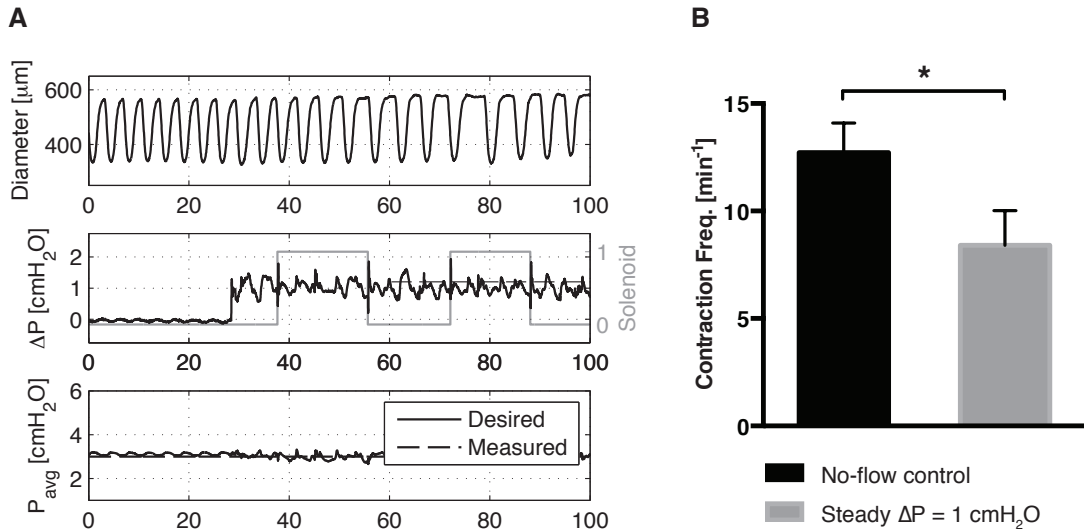 A
Diameter [μm]
600
400
0 20 40 60 80 100
ΔP [cmH2O]
2
1
0
1
0
Solenoid
0 20 40 60 80 100
Pavg [cmH2O]
6
4
2
Desired
Measured
0 20 40 60 80 100
B
*
Contraction Freq. [min-1]
15
10
5
0
No-flow control
Steady ΔP = 1 cmH2O